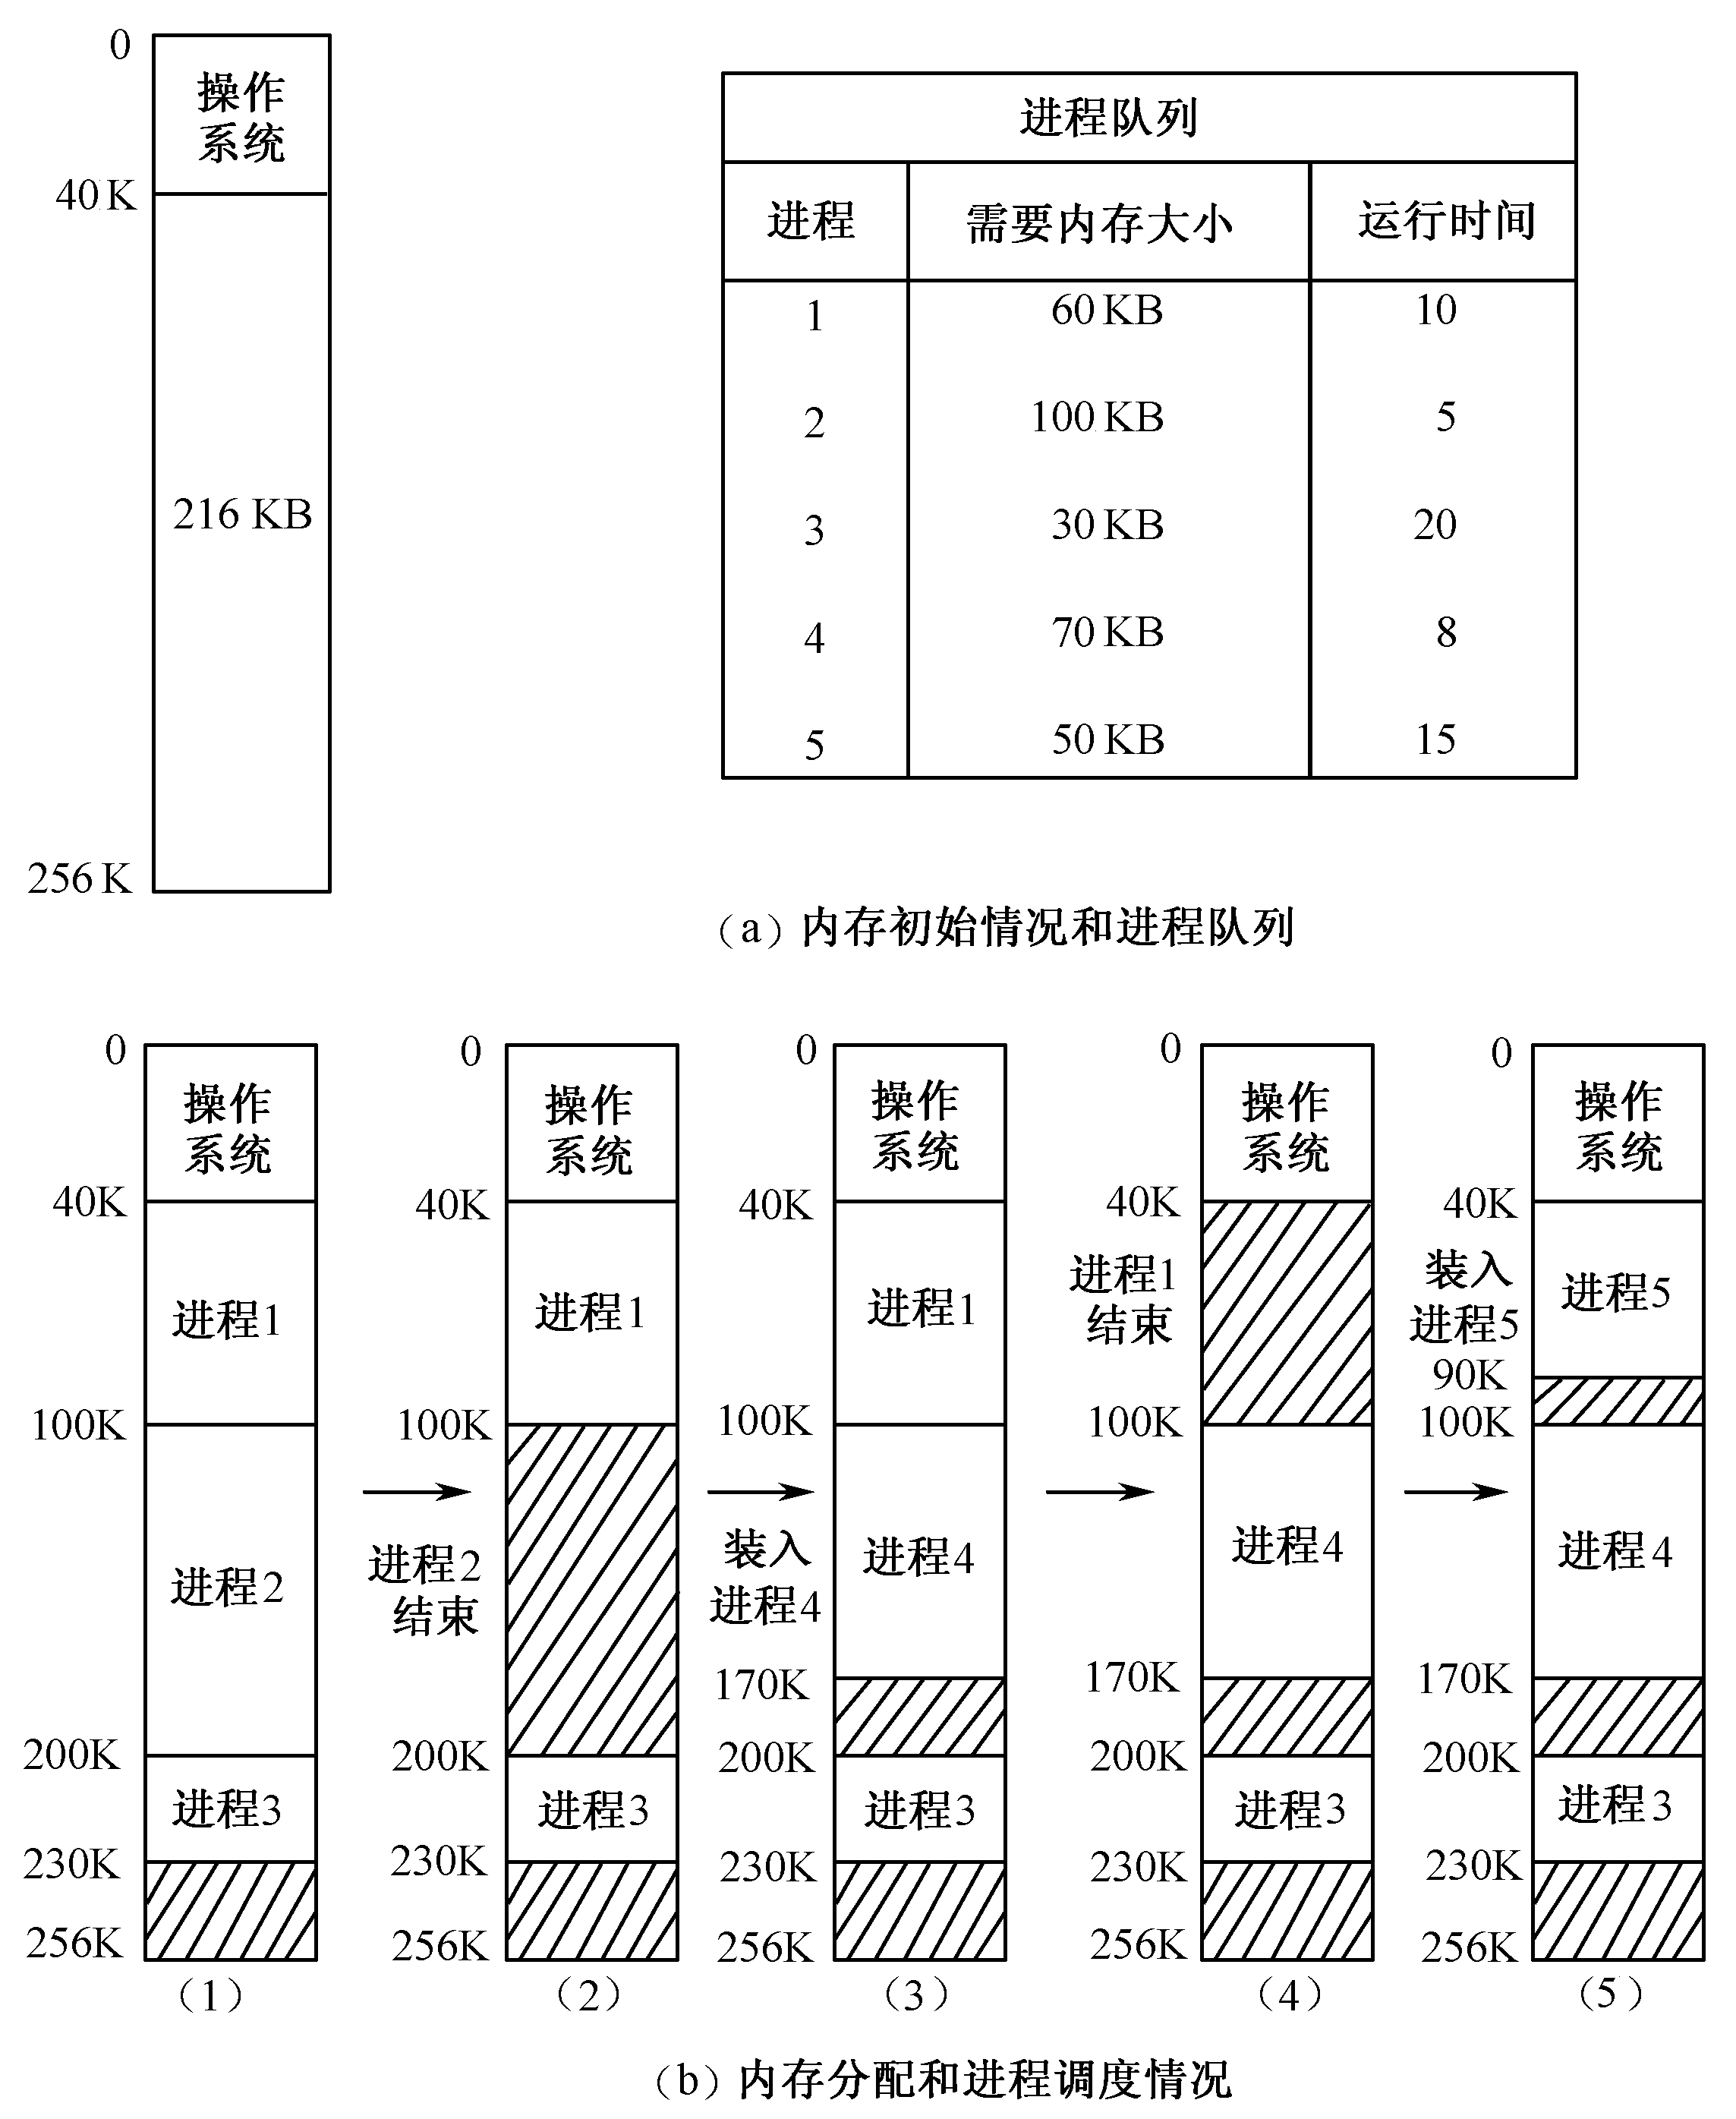 0
操作
系统
40K
216 KB
256K
进程队列
进程 需要内存大小 运行时间
1 60 KB 10
2 100 KB 5
3 30 KB 20
4 70 KB 8
5 50 KB 15
(a) 内存初始情况和进程队列
0
操作
系统
40K
进程1
100K
进程2
200K
进程3
230K
256K
(1)
进程2
结束
0
操作
系统
40K
进程1
100K
200K
进程3
230K
256K
(2)
装入
进程4
0
操作
系统
40K
进程1
100K
进程4
170K
200K
进程3
230K
256K
(3)
进程1
结束
0
操作
系统
40K
100K
进程4
170K
200K
进程3
230K
256K
(4)
装入
进程5
0
操作
系统
40K
进程5
90K
100K
进程4
170K
200K
进程3
230K
256K
(5)
(b) 内存分配和进程调度情况